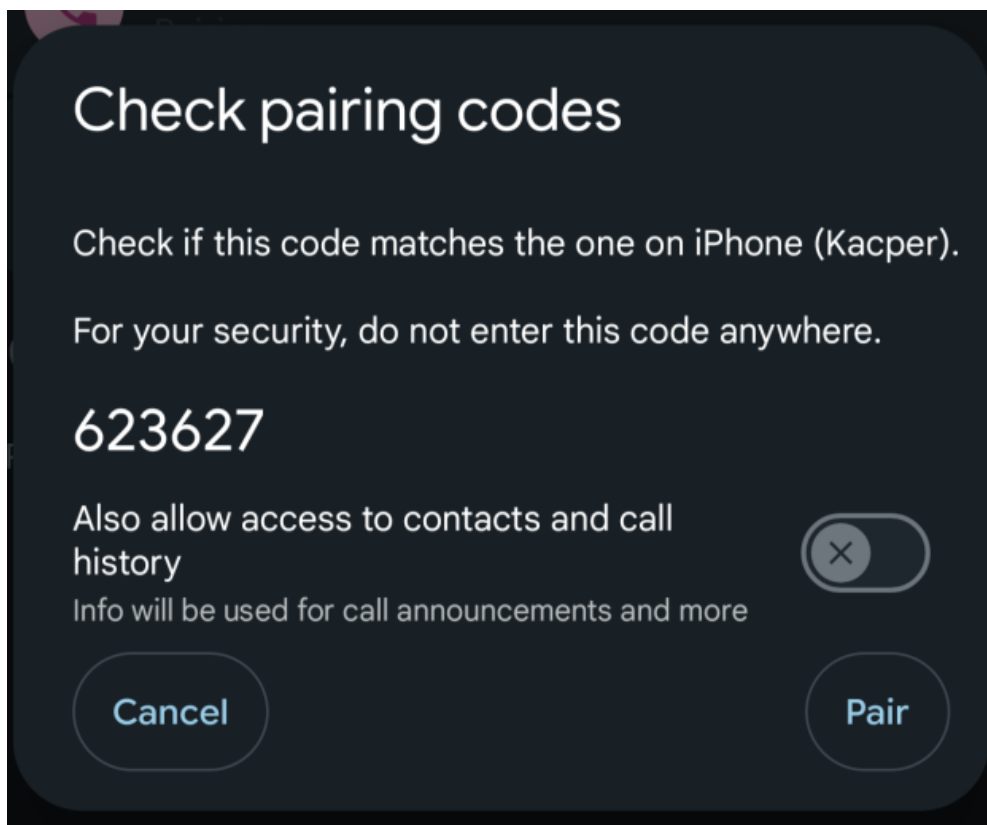 Check pairing codes
Check if this code matches the one on iPhone (Kacper).
For your security, do not enter this code anywhere.
623627
Also allow access to contacts and call
history
Info will be used for call announcements and more
Cancel
Pair